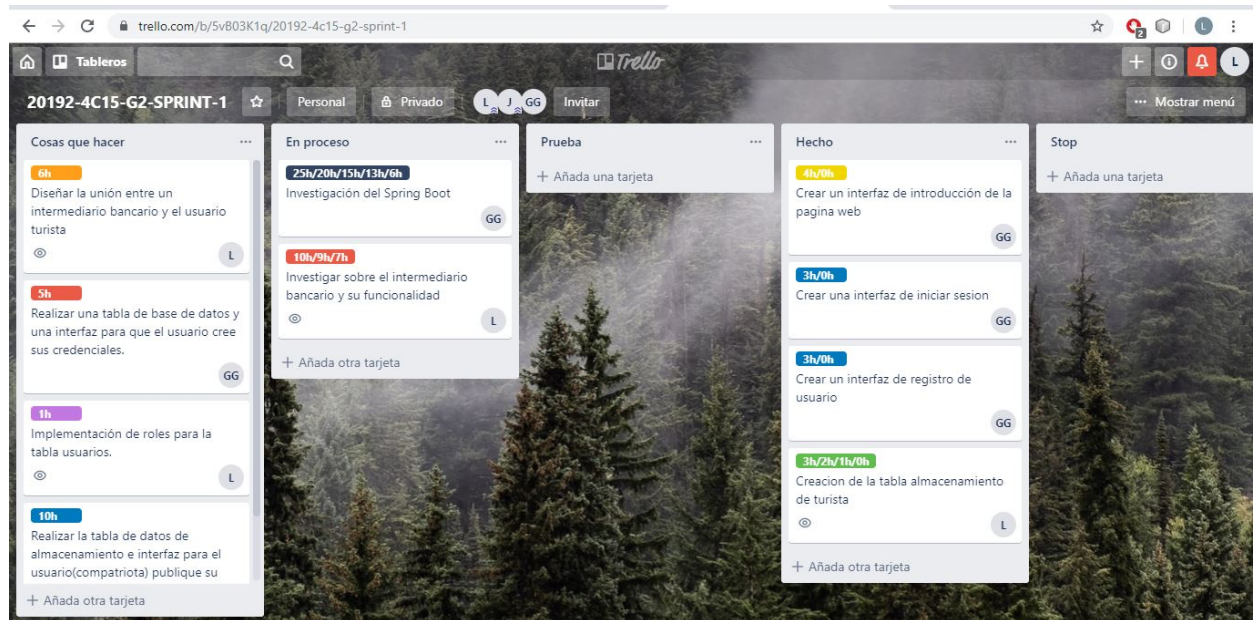 trello.com/b/5vB03K1q/20192-4c15-g2-sprint-1
2
L
Tableros
Trello
L
20192-4C15-G2-SPRINT-1
Personal
Privado
L
J
GG
Invitar
... Mostrar menú
Cosas que hacer
6h
Diseñar la unión entre un
intermediario bancario y el usuario
turista
L
5h
Realizar una tabla de base de datos y
una interfaz para que el usuario cree
sus credenciales.
GG
1h
Implementación de roles para la
tabla usuarios.
L
10h
Realizar la tabla de datos de
almacenamiento e interfaz para el
usuario(compatriota) publique su
+ Añada otra tarjeta
En proceso
25h/20h/15h/13h/6h
Investigación del Spring Boot
GG
10h/9h/7h
Investigar sobre el intermediario
bancario y su funcionalidad
L
+ Añada otra tarjeta
Prueba
+ Añada una tarjeta
Hecho
4h/0h
Crear un interfaz de introducción de la
pagina web
GG
3h/0h
Crear una interfaz de iniciar sesion
GG
3h/0h
Crear un interfaz de registro de
usuario
GG
3h/2h/1h/0h
Creacion de la tabla almacenamiento
de turista
L
+ Añada otra tarjeta
Stop
+ Añada una tarjeta